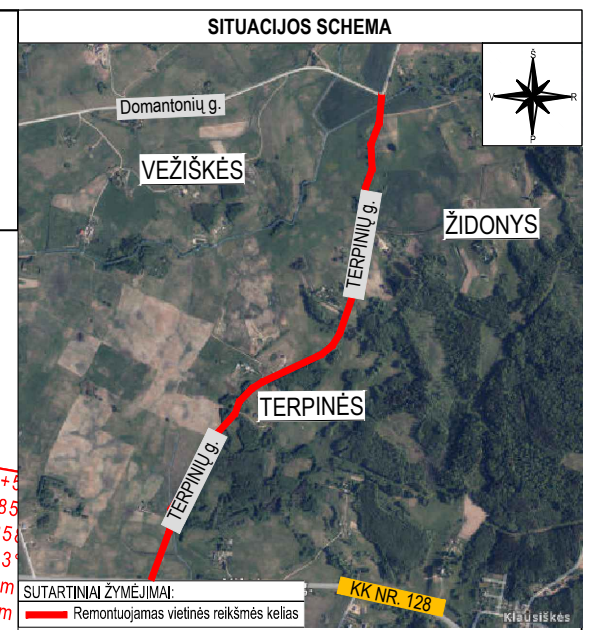 SITUACIJOS SCHEMA
Š
V
R
P
Domantonių g.
VEŽIŠKĖS
ŽIDONYS
TERPINIŲ g.
TERPINĖS
TERPINIŲ g.
KK NR. 128
Klausiškės
SUTARTINIAI ŽYMĖJIMAI:
Remontuojamas vietinės reikšmės kelias